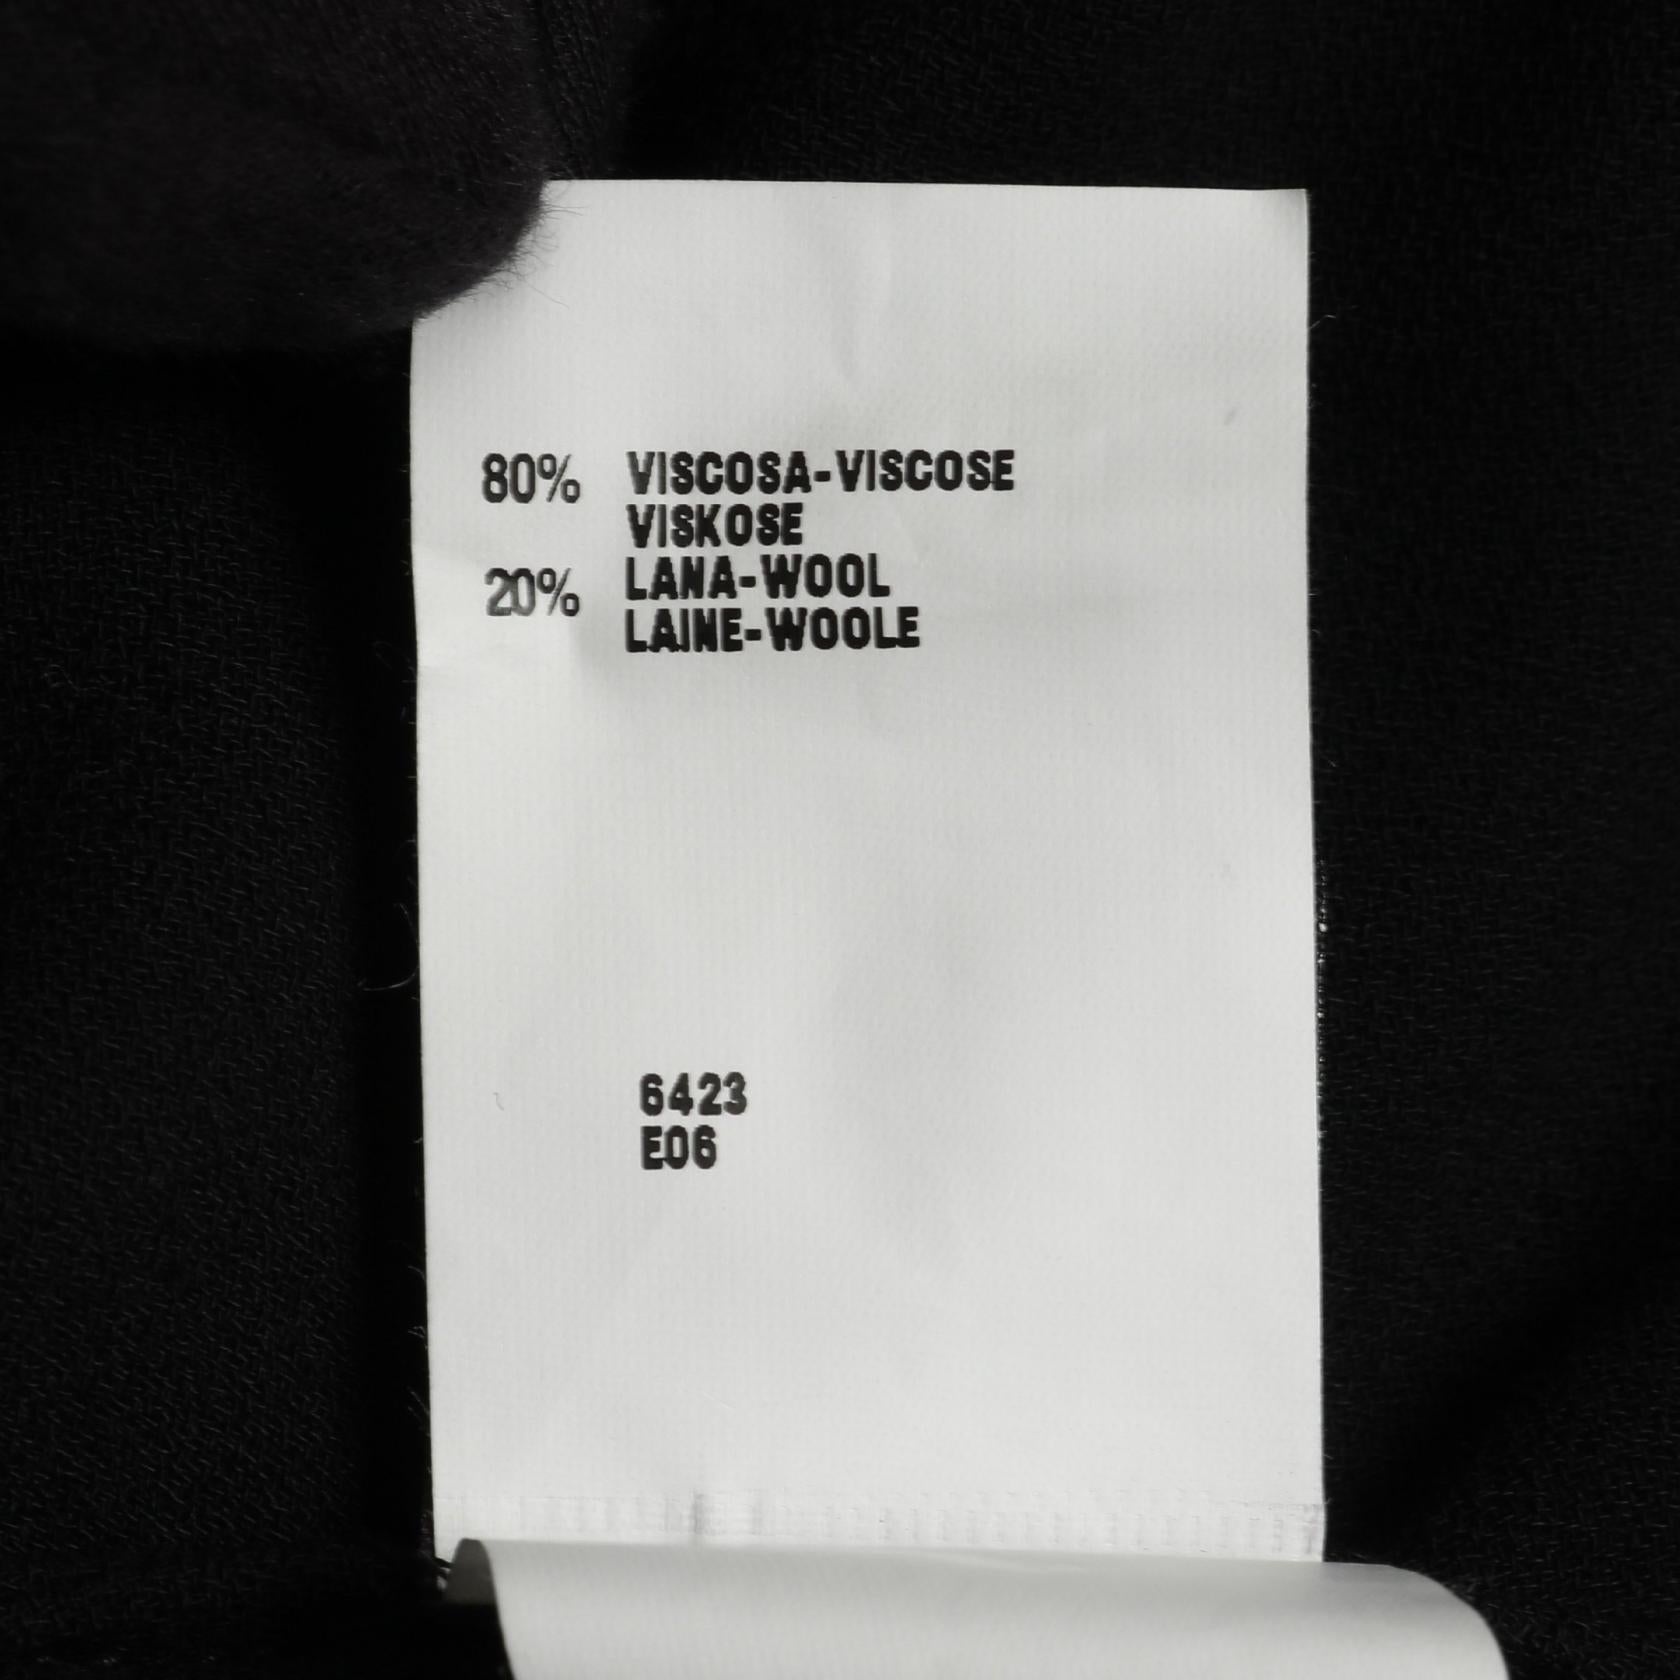 80% VISCOSA-VISCOSE
VISKOSE
20% LANA-WOOL
LAINE-WOOLE
6423
E06